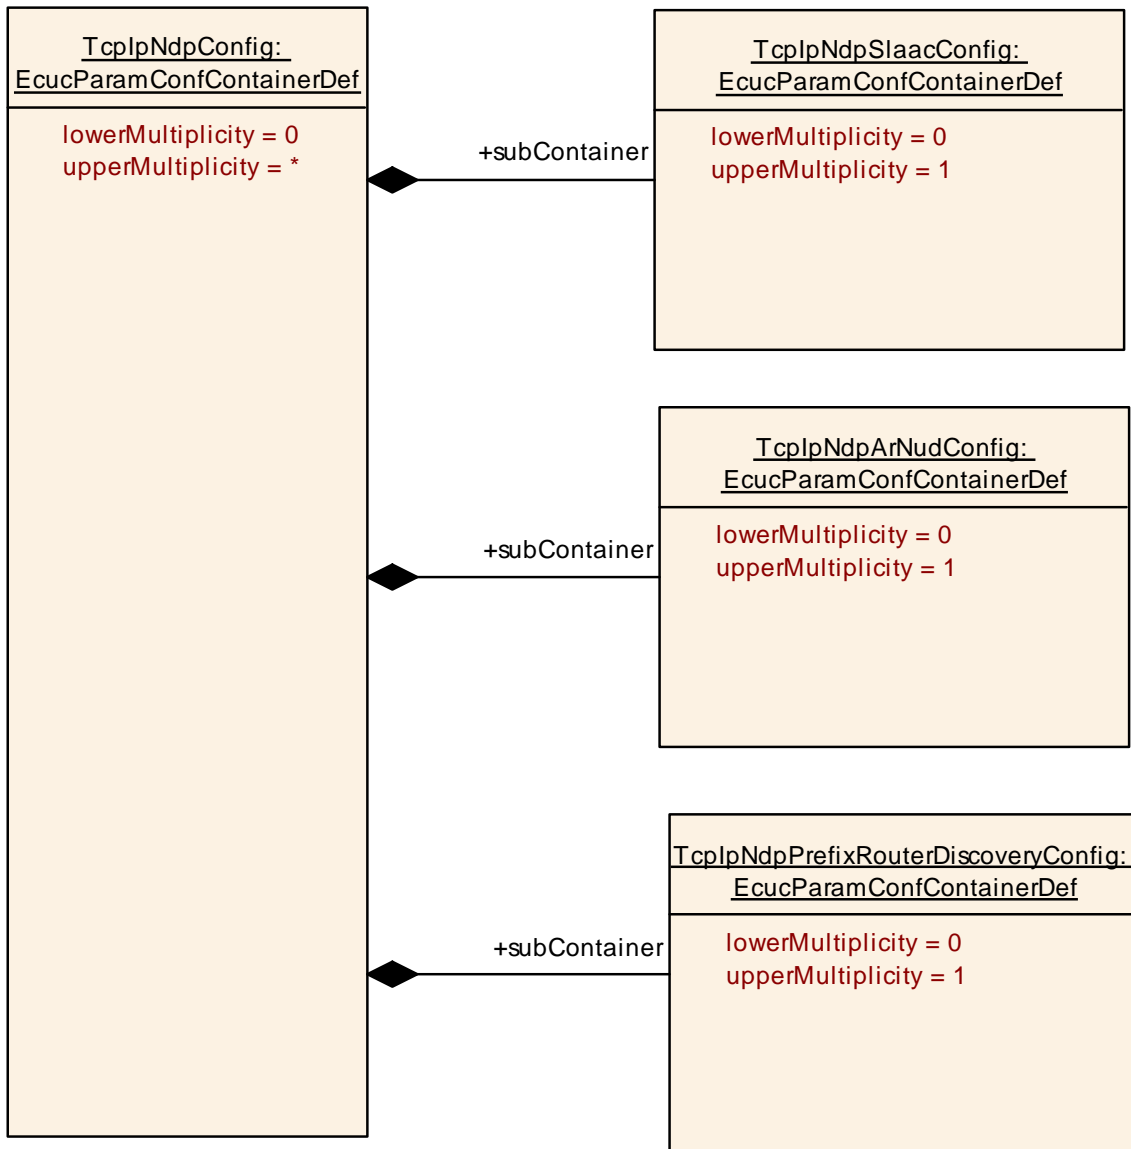 TcpIpNdpConfig:
EcucParamConfContainerDef
lowerMultiplicity = 0
upperMultiplicity = *
+subContainer
TcpIpNdpSlaacConfig:
EcucParamConfContainerDef
lowerMultiplicity = 0
upperMultiplicity = 1
+subContainer
TcpIpNdpArNudConfig:
EcucParamConfContainerDef
lowerMultiplicity = 0
upperMultiplicity = 1
+subContainer
TcpIpNdpPrefixRouterDiscoveryConfig:
EcucParamConfContainerDef
lowerMultiplicity = 0
upperMultiplicity = 1